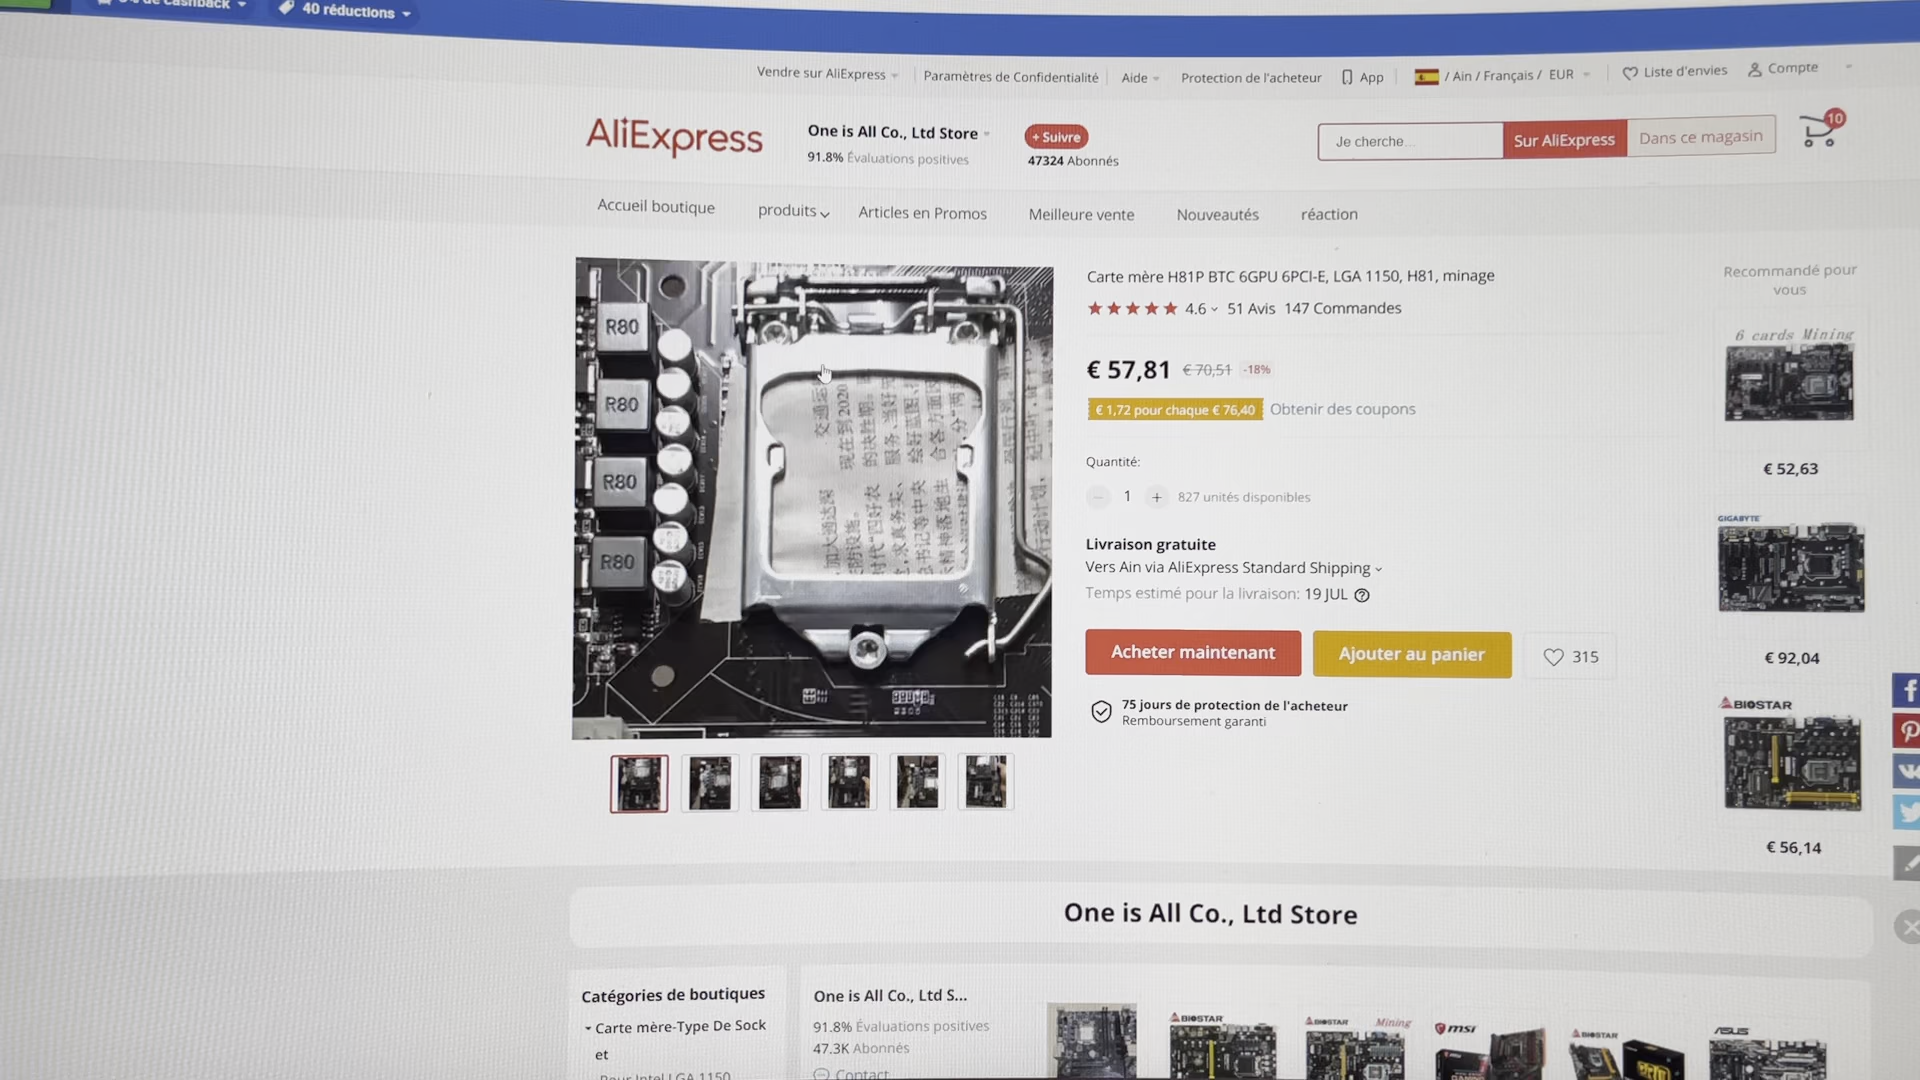 40 réductions
Vendre sur AliExpress
Paramètres de Confidentialité
Aide
Protection de l'acheteur
App
/ Ain / Français / EUR
Liste d'envies
Compte
AliExpress
One is All Co., Ltd Store
91.8% Évaluations positives
+ Suivre
47324 Abonnés
Je cherche...
Sur AliExpress
Dans ce magasin
10
Accueil boutique
produits
Articles en Promos
Meilleure vente
Nouveautés
réaction
R80
R80
R80
R80
Carte mère H81P BTC 6GPU 6PCI-E, LGA 1150, H81, minage
4.6
51 Avis
147 Commandes
€ 57,81
€ 70,51
-18%
€ 1,72 pour chaque € 76,40
Obtenir des coupons
Quantité:
1
827 unités disponibles
Livraison gratuite
Vers Ain via AliExpress Standard Shipping
Temps estimé pour la livraison: 19 JUL
Acheter maintenant
Ajouter au panier
315
75 jours de protection de l'acheteur
Remboursement garanti
Recommandé pour
vous
6 cards Mining
€ 52,63
GIGABYTE
€ 92,04
BIOSTAR
€ 56,14
One is All Co., Ltd Store
Catégories de boutiques
Carte mère-Type De Sock
et
One is All Co., Ltd S...
91.8% Évaluations positives
47.3K Abonnés
Contact
BIOSTAR
BIOSTAR
Mining
msi
BIOSTAR
ASUS